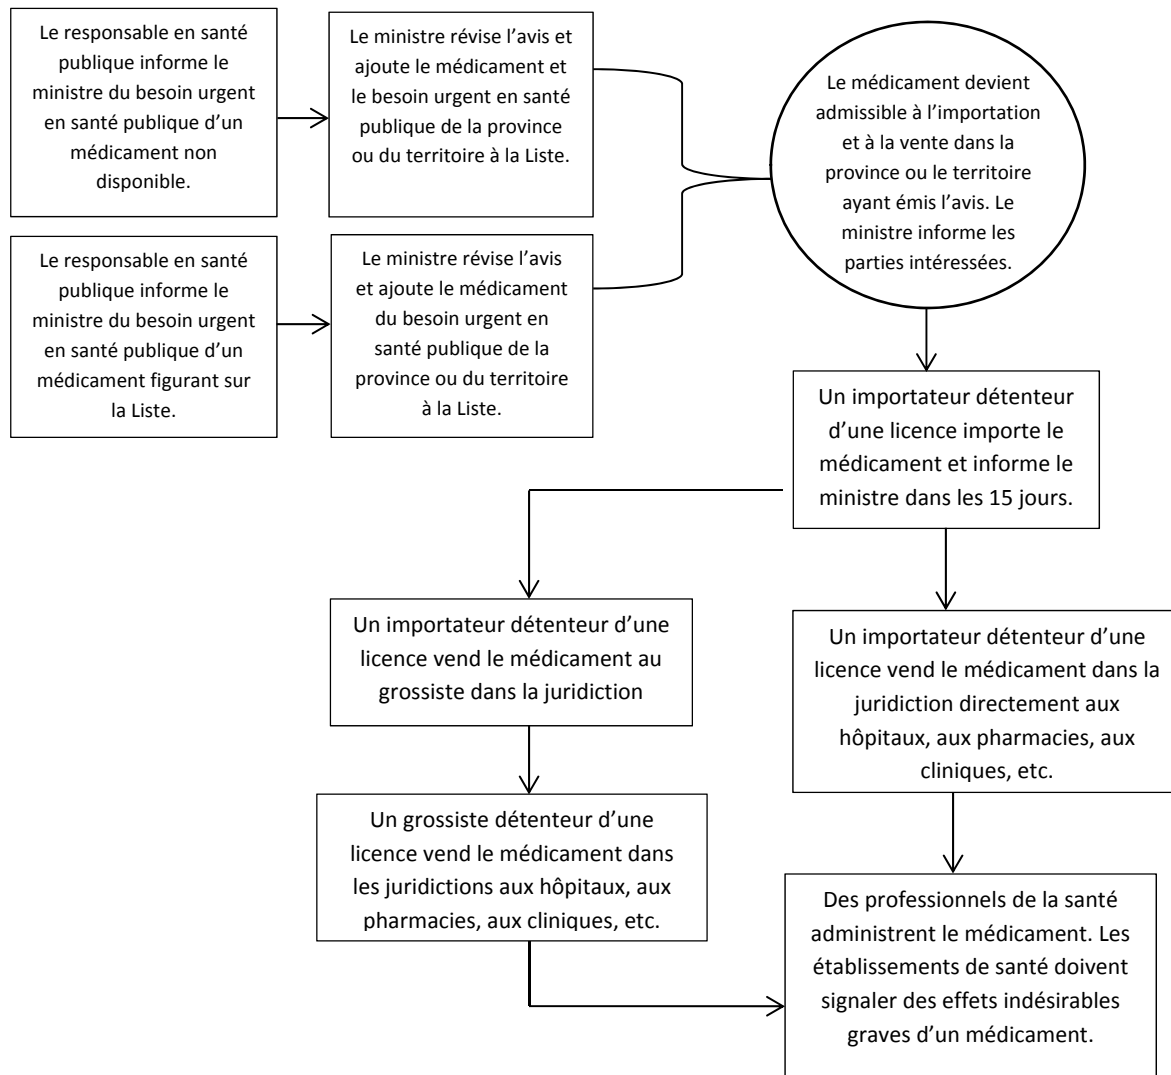 Le responsable en santé
publique informe le
ministre du besoin urgent
en santé publique d’un
médicament non
disponible.
Le ministre révise l’avis et
ajoute le médicament et
le besoin urgent en santé
publique de la province
ou du territoire à la Liste.
Le médicament devient
admissible à l’importation
et à la vente dans la
province ou le territoire
ayant émis l’avis. Le
ministre informe les
parties intéressées.
Le responsable en santé
publique informe le
ministre du besoin urgent
en santé publique d’un
médicament figurant sur
la Liste.
Le ministre révise l’avis
et ajoute le médicament
du besoin urgent en
santé publique de la
province ou du territoire
à la Liste.
Un importateur détenteur
d’une licence importe le
médicament et informe le
ministre dans les 15 jours.
Un importateur détenteur d’une
licence vend le médicament au
grossiste dans la juridiction
Un importateur détenteur d’une
licence vend le médicament dans la
juridiction directement aux
hôpitaux, aux pharmacies, aux
cliniques, etc.
Un grossiste détenteur d’une
licence vend le médicament dans
les juridictions aux hôpitaux, aux
pharmacies, aux cliniques, etc.
Des professionnels de la santé
administrent le médicament. Les
établissements de santé doivent
signaler des effets indésirables
graves d’un médicament.